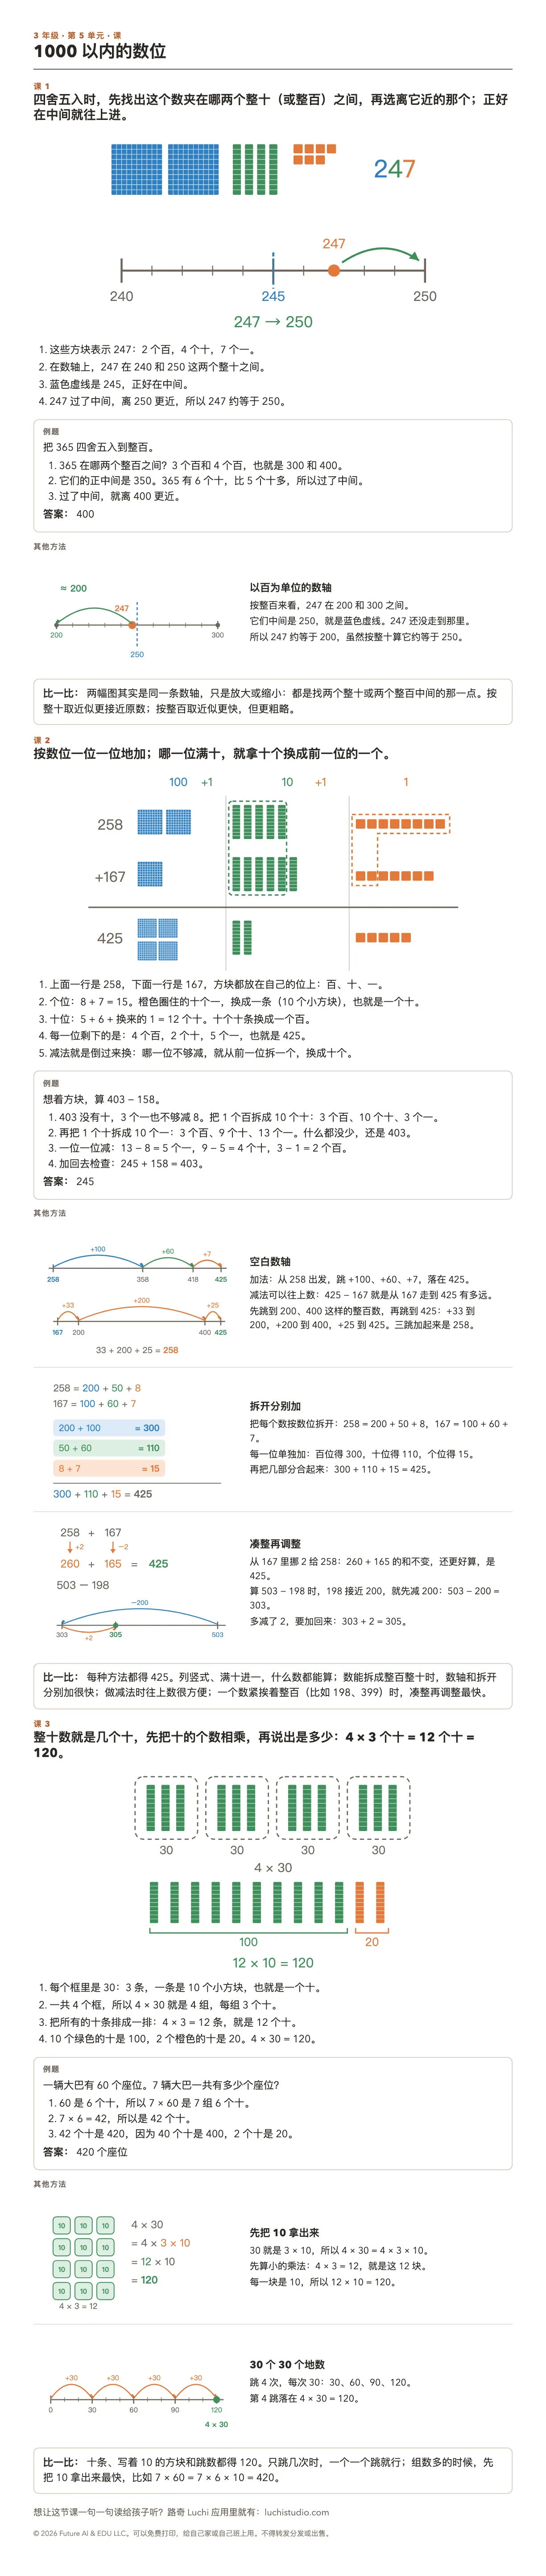 3 年级 · 第 5 单元 · 课
1000 以内的数位
课 1
四舍五入时，先找出这个数夹在哪两个整十（或整百）之间，再选离它近的那个；正好
在中间就往上进。
247
247
240
245
250
247 → 250
1. 这些方块表示 247：2 个百，4 个十，7 个一。
2. 在数轴上，247 在 240 和 250 这两个整十之间。
3. 蓝色虚线是 245，正好在中间。
4. 247 过了中间，离 250 更近，所以 247 约等于 250。
例题
把 365 四舍五入到整百。
1. 365 在哪两个整百之间？3 个百和 4 个百，也就是 300 和 400。
2. 它们的正中间是 350。365 有 6 个十，比 5 个十多，所以过了中间。
3. 过了中间，就离 400 更近。
答案： 400
其他方法
≈ 200
247
200
300
250
以百为单位的数轴
按整百来看，247 在 200 和 300 之间。
它们中间是 250，就是蓝色虚线。247 还没走到那里。
所以 247 约等于 200，虽然按整十算它约等于 250。
比一比： 两幅图其实是同一条数轴，只是放大或缩小：都是找两个整十或两个整百中间的那一点。按
整十取近似更接近原数；按整百取近似更快，但更粗略。
课 2
按数位一位一位地加；哪一位满十，就拿十个换成前一位的一个。
100 +1 10 +1 1
258
+167
425
1. 上面一行是 258，下面一行是 167，方块都放在自己的位上：百、十、一。
2. 个位：8 + 7 = 15。橙色圈住的十个一，换成一条（10 个小方块），也就是一个十。
3. 十位：5 + 6 + 换来的 1 = 12 个十。十个十条换成一个百。
4. 每一位剩下的是：4 个百，2 个十，5 个一，也就是 425。
5. 减法就是倒过来换：哪一位不够减，就从前一位拆一个，换成十个。
例题
想着方块，算 403 − 158。
1. 403 没有十，3 个一也不够减 8。把 1 个百拆成 10 个十：3 个百、10 个十、3 个一。
2. 再把 1 个十拆成 10 个一：3 个百、9 个十、13 个一。什么都没少，还是 403。
3. 一位一位减：13 − 8 = 5 个一，9 − 5 = 4 个十，3 − 1 = 2 个百。
4. 加回去检查：245 + 158 = 403。
答案： 245
其他方法
+100
+60
+7
258
358
418
425
+33
+200
+25
167
200
400
425
33 + 200 + 25 = 258
空白数轴
加法：从 258 出发，跳 +100、+60、+7，落在 425。
减法可以往上数：425 − 167 就是从 167 走到 425 有多远。
先跳到 200、400 这样的整百数，再跳到 425：+33 到
200，+200 到 400，+25 到 425。三跳加起来是 258。
258 = 200 + 50 + 8
167 = 100 + 60 + 7
200 + 100 = 300
50 + 60 = 110
8 + 7 = 15
300 + 110 + 15 = 425
拆开分别加
把每个数按数位拆开：258 = 200 + 50 + 8，167 = 100 + 60 +
7。
每一位单独加：百位得 300，十位得 110，个位得 15。
再把几部分合起来：300 + 110 + 15 = 425。
258 + 167
+2
−2
260 + 165 = 425
503 − 198
−200
303
+2
305
503
凑整再调整
从 167 里挪 2 给 258：260 + 165 的和不变，还更好算，是
425。
算 503 − 198 时，198 接近 200，就先减 200：503 − 200 =
303。
多减了 2，要加回来：303 + 2 = 305。
比一比： 每种方法都得 425。列竖式、满十进一，什么数都能算；数能拆成整百整十时，数轴和拆开
分别加很快；做减法时往上数很方便；一个数紧挨着整百（比如 198、399）时，凑整再调整最快。
课 3
整十数就是几个十，先把十的个数相乘，再说出是多少：4 × 3 个十 = 12 个十 =
120。
30
30
30
30
4 × 30
100
20
12 × 10 = 120
1. 每个框里是 30：3 条，一条是 10 个小方块，也就是一个十。
2. 一共 4 个框，所以 4 × 30 就是 4 组，每组 3 个十。
3. 把所有的十条排成一排：4 × 3 = 12 条，就是 12 个十。
4. 10 个绿色的十是 100，2 个橙色的十是 20。4 × 30 = 120。
例题
一辆大巴有 60 个座位。7 辆大巴一共有多少个座位？
1. 60 是 6 个十，所以 7 × 60 是 7 组 6 个十。
2. 7 × 6 = 42，所以是 42 个十。
3. 42 个十是 420，因为 40 个十是 400，2 个十是 20。
答案： 420 个座位
其他方法
10 10 10
10 10 10
10 10 10
10 10 10
4 × 3 = 12
4 × 30
= 4 × 3 × 10
= 12 × 10
= 120
先把 10 拿出来
30 就是 3 × 10，所以 4 × 30 = 4 × 3 × 10。
先算小的乘法：4 × 3 = 12，就是这 12 块。
每一块是 10，所以 12 × 10 = 120。
+30
+30
+30
+30
0
30
60
90
120
4 × 30
30 个 30 个地数
跳 4 次，每次 30：30、60、90、120。
第 4 跳落在 4 × 30 = 120。
比一比： 十条、写着 10 的方块和跳数都得 120。只跳几次时，一个一个跳就行；组数多的时候，先
把 10 拿出来最快，比如 7 × 60 = 7 × 6 × 10 = 420。
想让这节课一句一句读给孩子听？路奇 Luchi 应用里就有：luchistudio.com
© 2026 Future AI & EDU LLC。可以免费打印，给自己家或自己班上用。不得转发分发或出售。